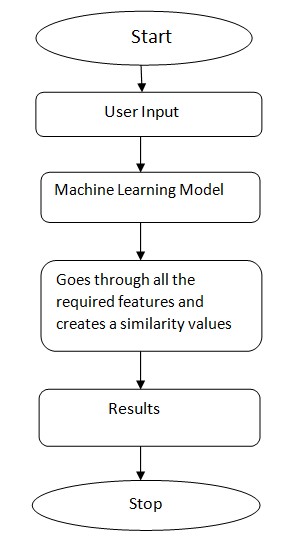 Start
User Input
Machine Learning Model
Goes through all the
required features and
creates a similarity values
Results
Stop